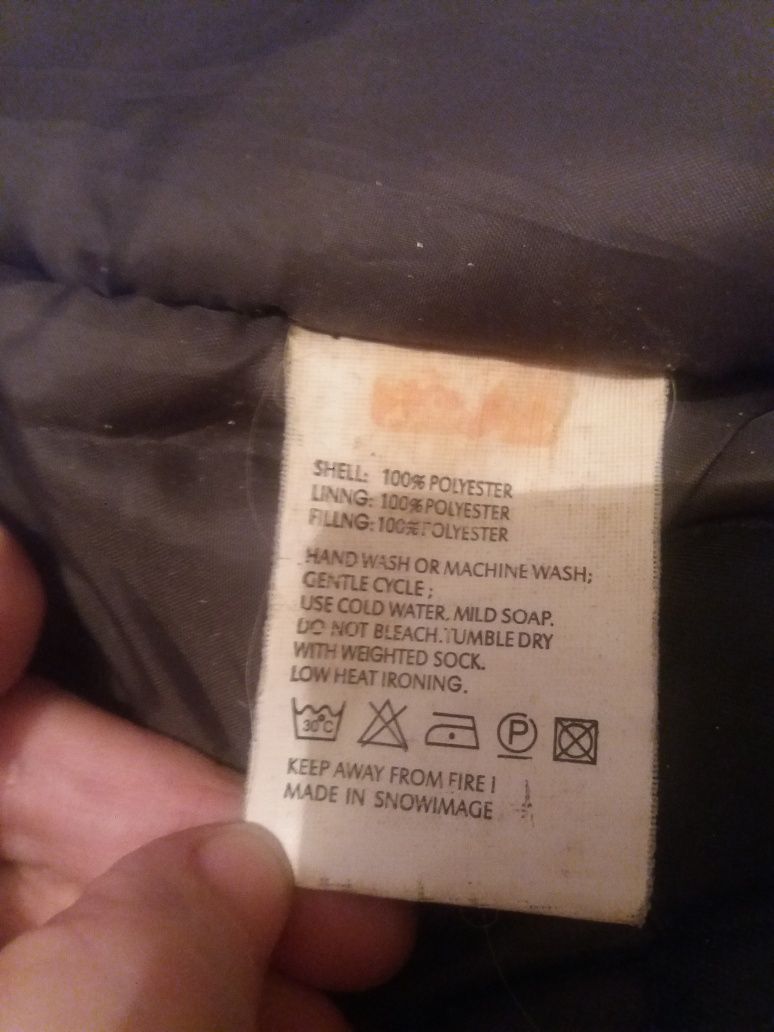 SHELL: 100% POLYESTER
LINNG: 100% POLYESTER
FILLNG: 100% POLYESTER
HAND WASH OR MACHINE WASH;
GENTLE CYCLE ;
USE COLD WATER. MILD SOAP.
DO NOT BLEACH.TUMBLE DRY
WITH WEIGHTED SOCK.
LOW HEAT IRONING.
30°C P
KEEP AWAY FROM FIRE !
MADE IN SNOWIMAGE